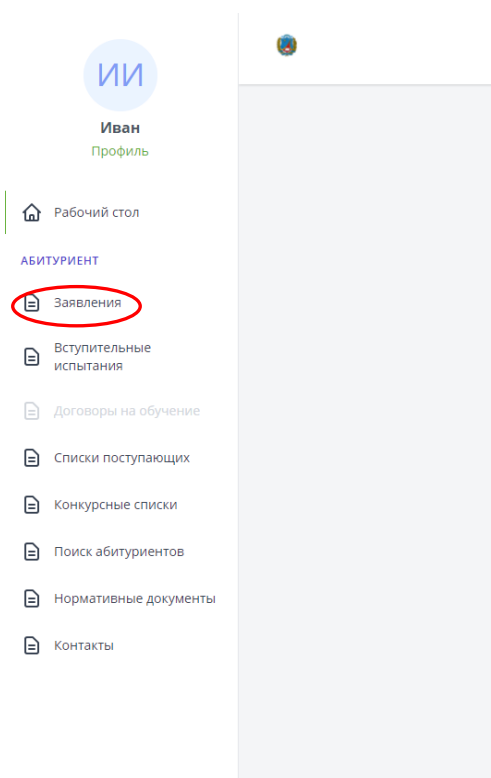 ИИ
Иван
Профиль
Рабочий стол
АБИТУРИЕНТ
Заявления
Вступительные
испытания
Договоры на обучение
Списки поступающих
Конкурсные списки
Поиск абитуриентов
Нормативные документы
Контакты